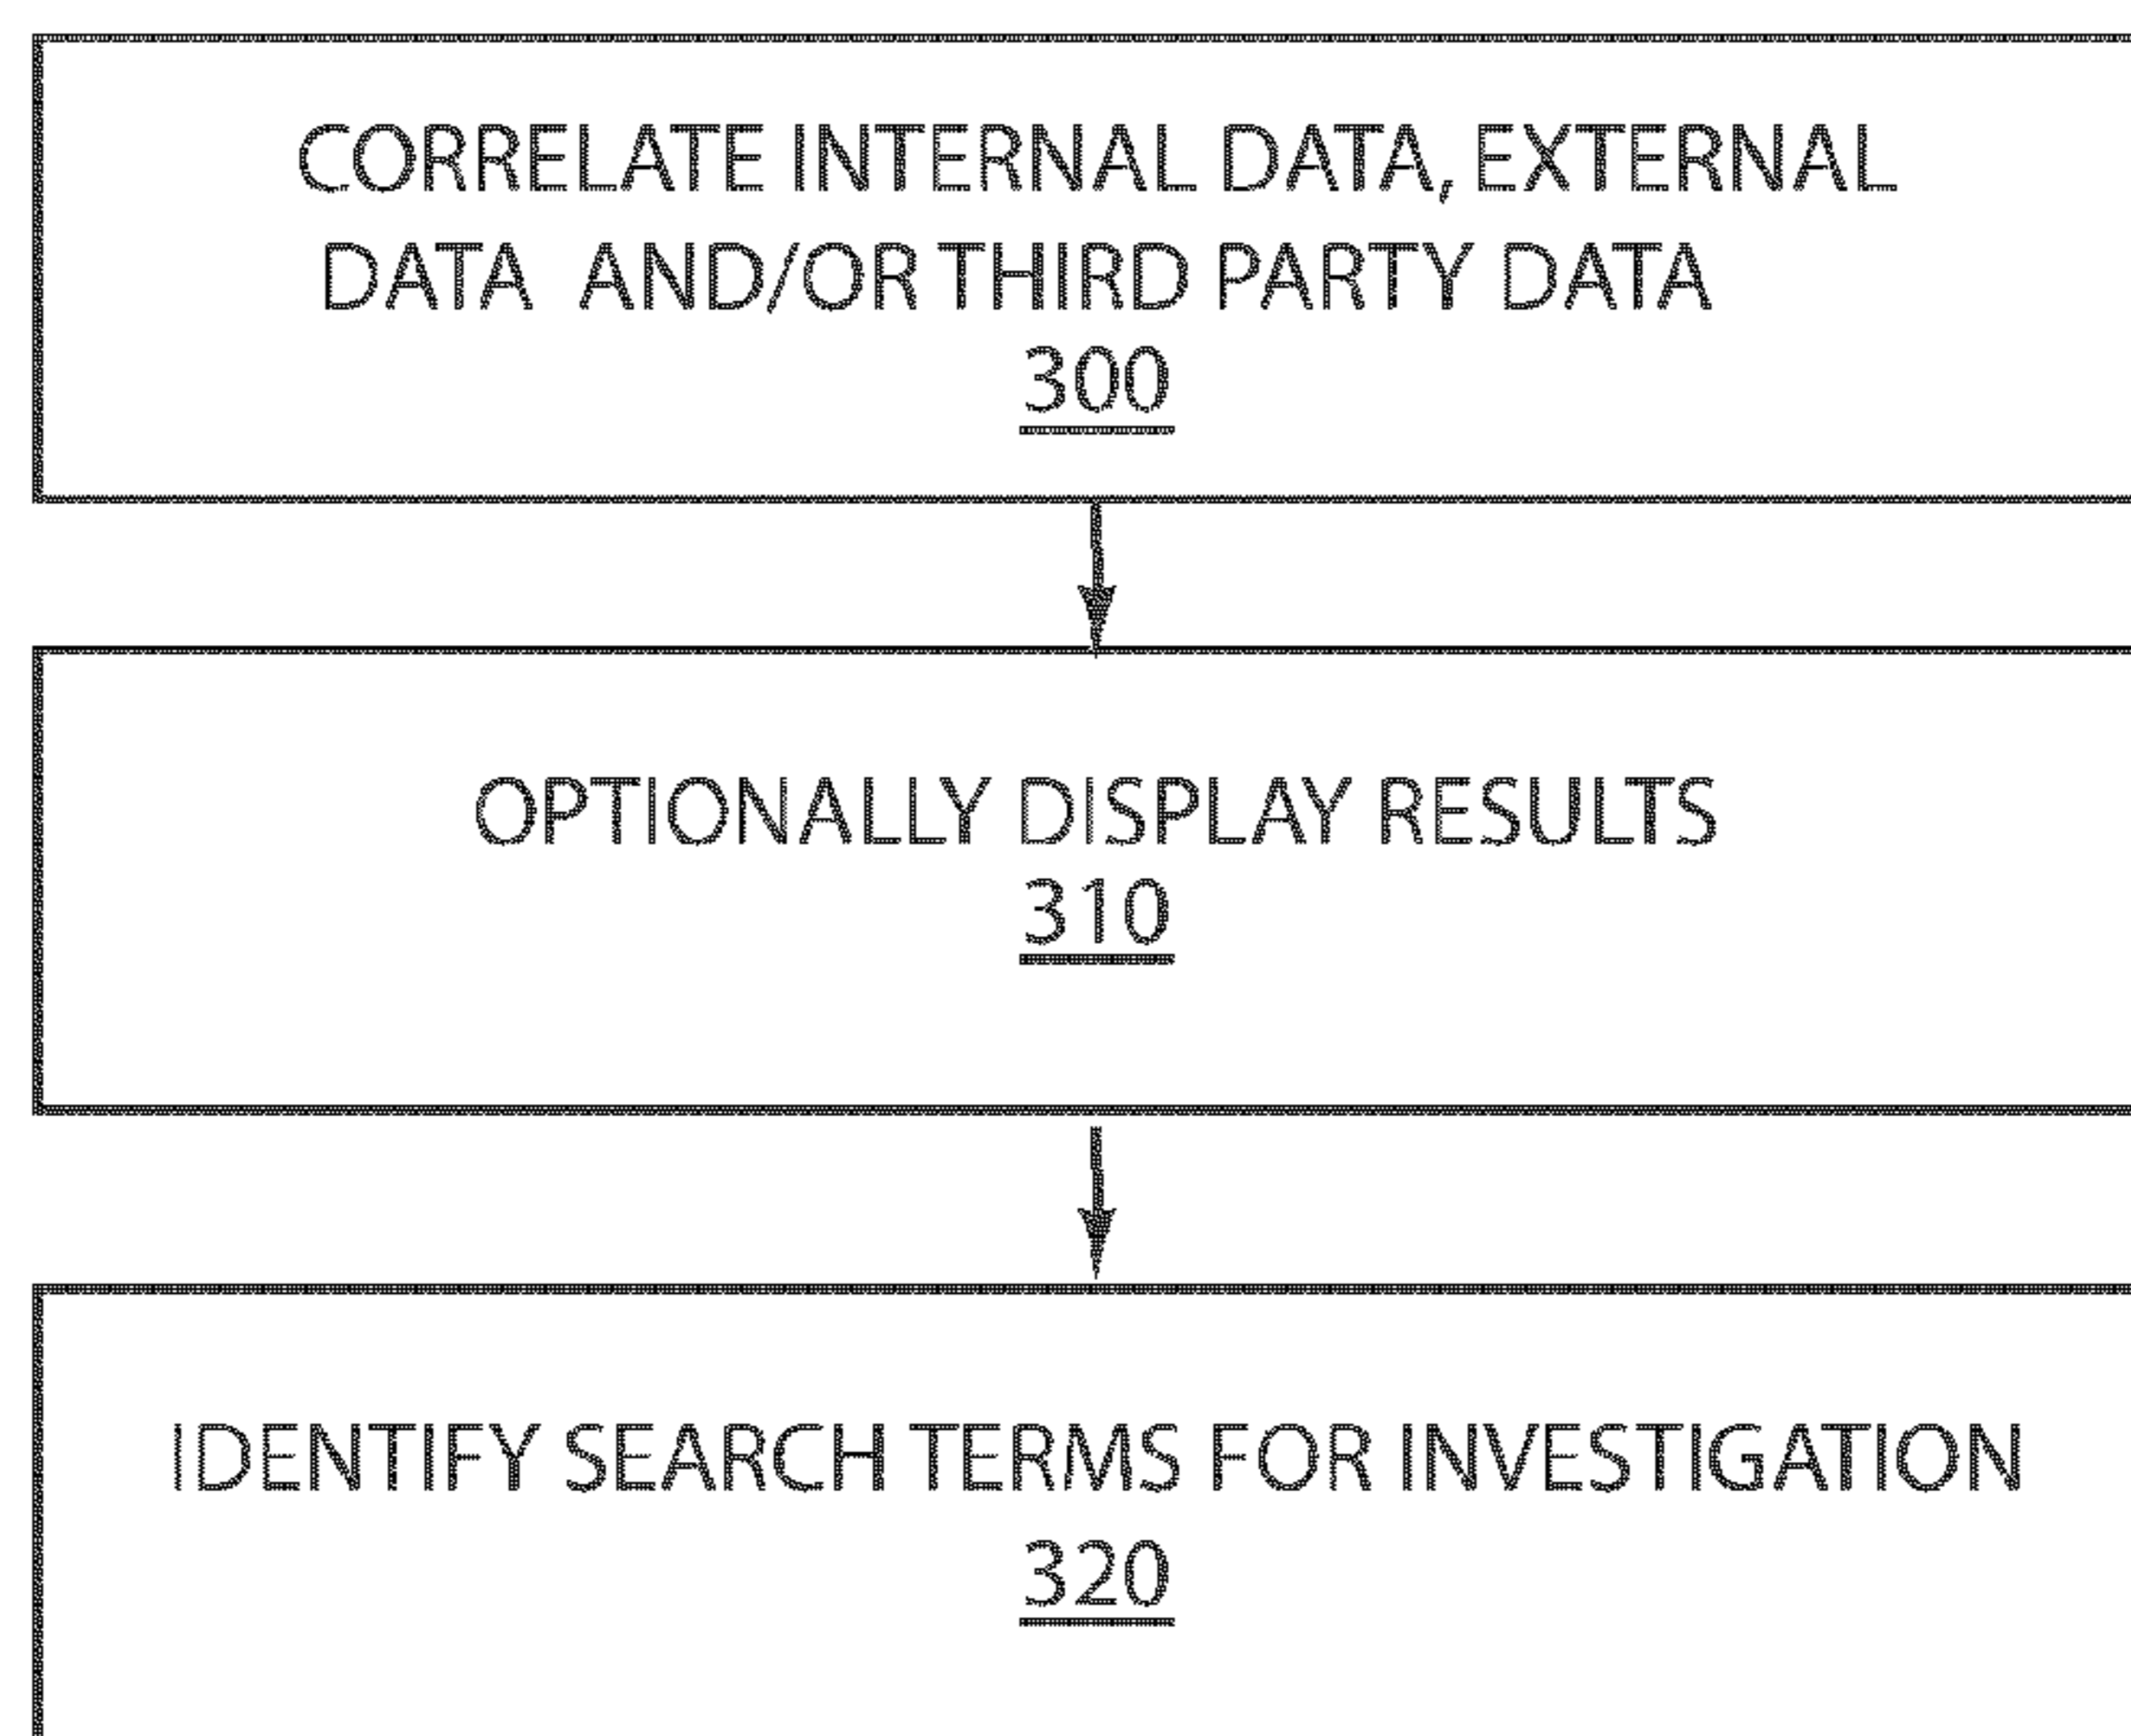 CORRELATE INTERNAL DATA, EXTERNAL
DATA AND/OR THIRD PARTY DATA
300
OPTIONALLY DISPLAY RESULTS
310
IDENTIFY SEARCH TERMS FOR INVESTIGATION
320